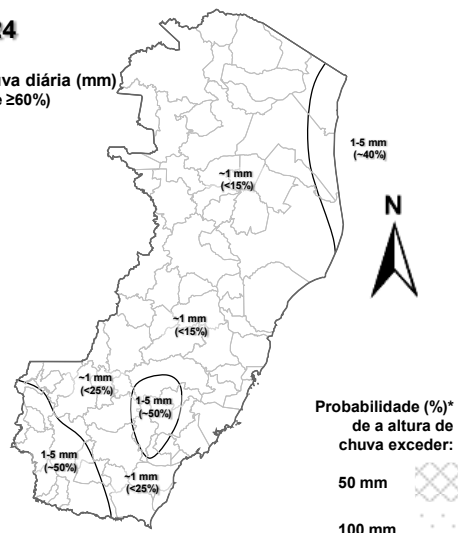 24
uva diária (mm)
e ≥60%)
1-5 mm
(~40%)
~1 mm
(<15%)
N
~1 mm
(<15%)
~1 mm
(<25%)
1-5 mm
(~50%)
1-5 mm
(~50%)
~1 mm
(<25%)
Probabilidade (%)*
de a altura de
chuva exceder:
50 mm
100 mm